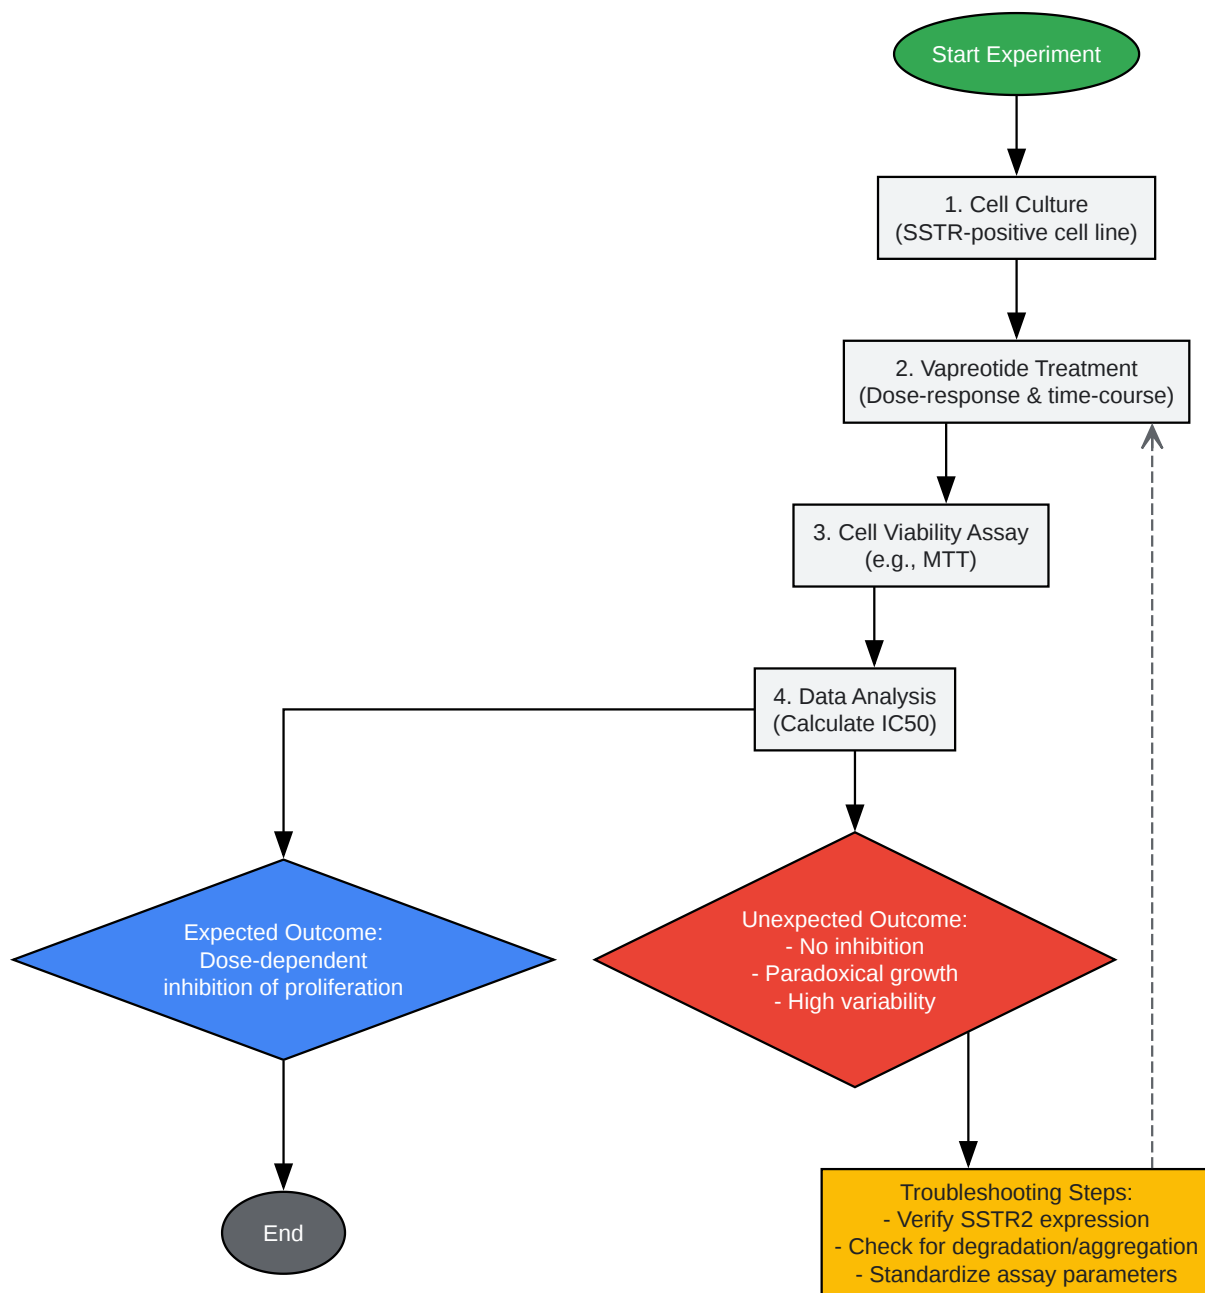 Start Experiment
1. Cell Culture
(SSTR-positive cell line)
2. Vapreotide Treatment
(Dose-response & time-course)
3. Cell Viability Assay
(e.g., MTT)
4. Data Analysis
(Calculate IC50)
Expected Outcome:
Dose-dependent
inhibition of proliferation
Unexpected Outcome:
- No inhibition
- Paradoxical growth
- High variability
End
Troubleshooting Steps:
- Verify SSTR2 expression
- Check for degradation/aggregation
- Standardize assay parameters